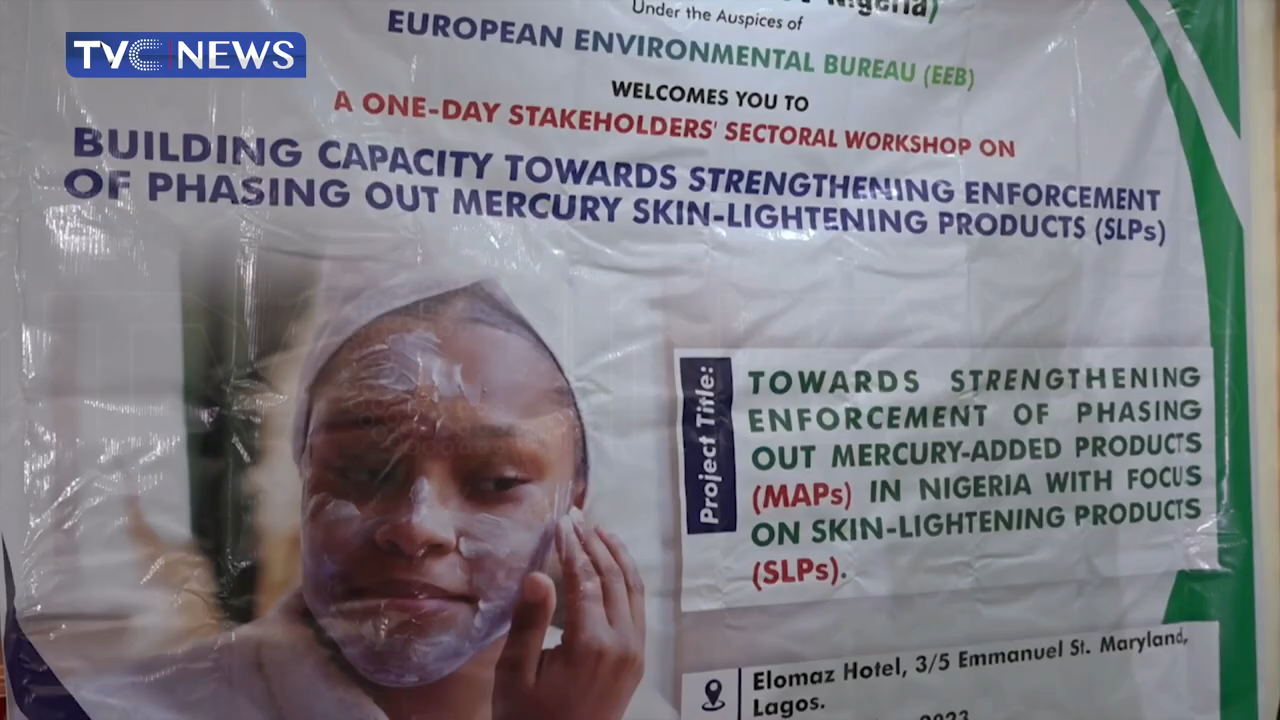 TVC NEWS
Nigeria)
Under the Auspices of
EUROPEAN ENVIRONMENTAL BUREAU (EEB)
WELCOMES YOU TO
A ONE-DAY STAKEHOLDERS' SECTORAL WORKSHOP ON
BUILDING CAPACITY TOWARDS STRENGTHENING ENFORCEMENT
OF PHASING OUT MERCURY SKIN-LIGHTENING PRODUCTS (SLPs)
Project Title:
TOWARDS STRENGTHENING
ENFORCEMENT OF PHASING
OUT MERCURY-ADDED PRODUCTS
(MAPs) IN NIGERIA WITH FOCUS
ON SKIN-LIGHTENING PRODUCTS
(SLPs).
Elomaz Hotel, 3/5 Emmanuel St. Maryland,
Lagos.
2023